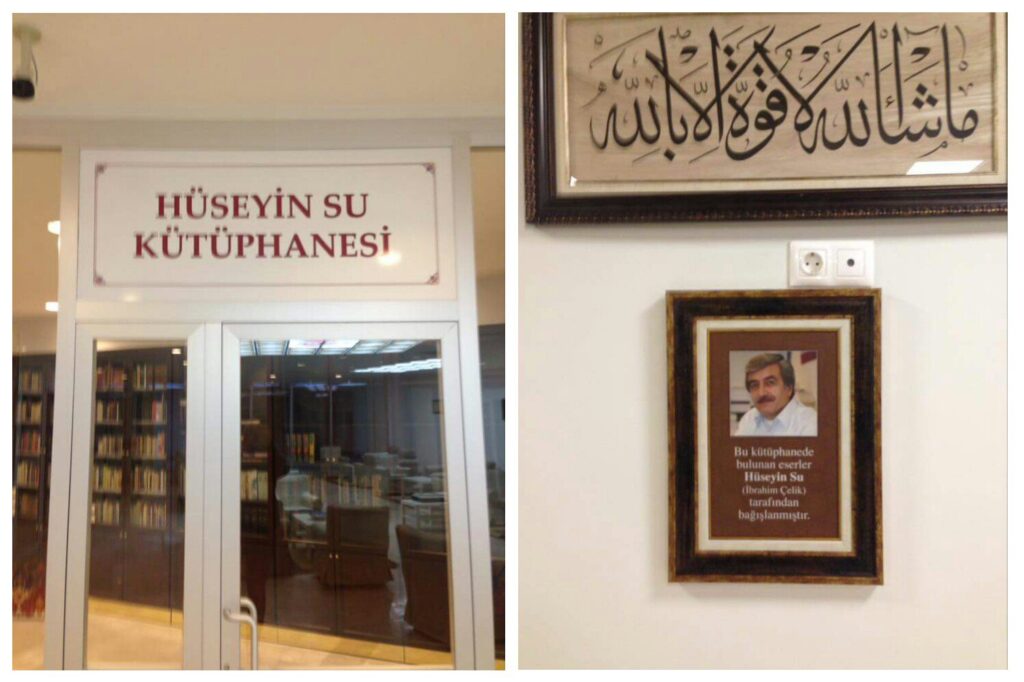 HÜSEYİN SU
KÜTÜPHANESİ
ما شاء الله لا قوة إلا بالله
Bu kütüphanede
bulunan eserler
Hüseyin Su
(İbrahim Çelik)
tarafından
bağışlanmıştır.